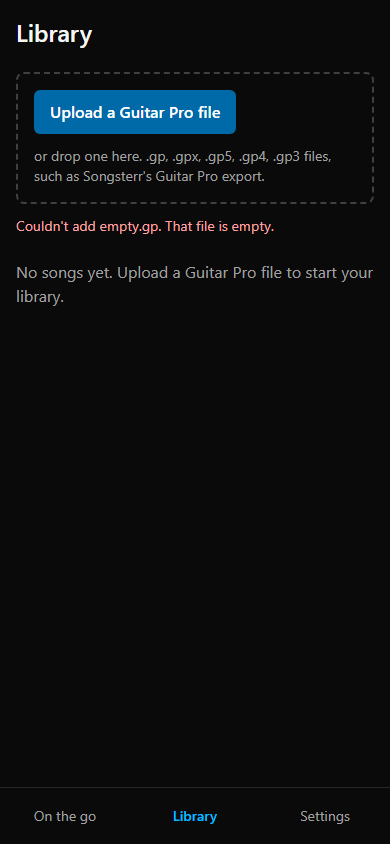 Library
Upload a Guitar Pro file
or drop one here. .gp, .gpx, .gp5, .gp4, .gp3 files,
such as Songsterr's Guitar Pro export.
Couldn't add empty.gp. That file is empty.
No songs yet. Upload a Guitar Pro file to start your
library.
On the go
Library
Settings